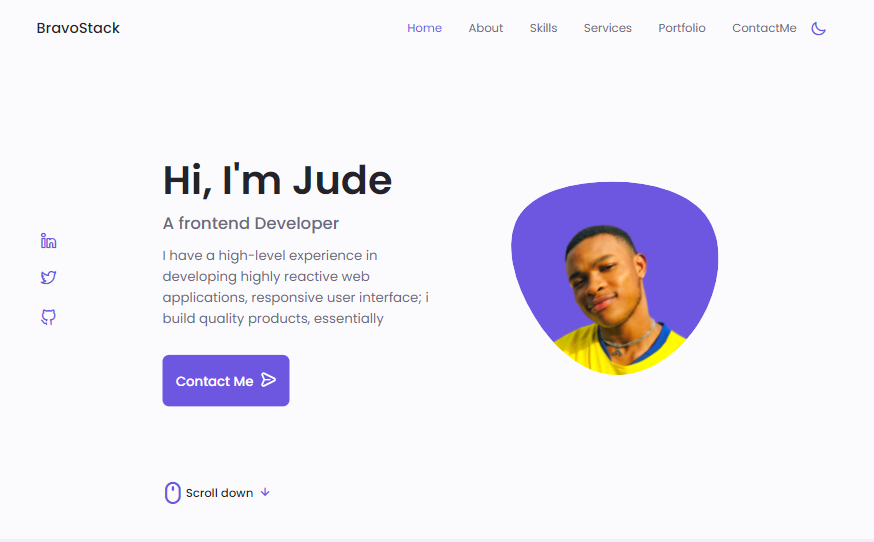 BravoStack
Home About Skills Services Portfolio ContactMe
Hi, I'm Jude
A frontend Developer
I have a high-level experience in
developing highly reactive web
applications, responsive user interface; i
build quality products, essentially
Contact Me
Scroll down